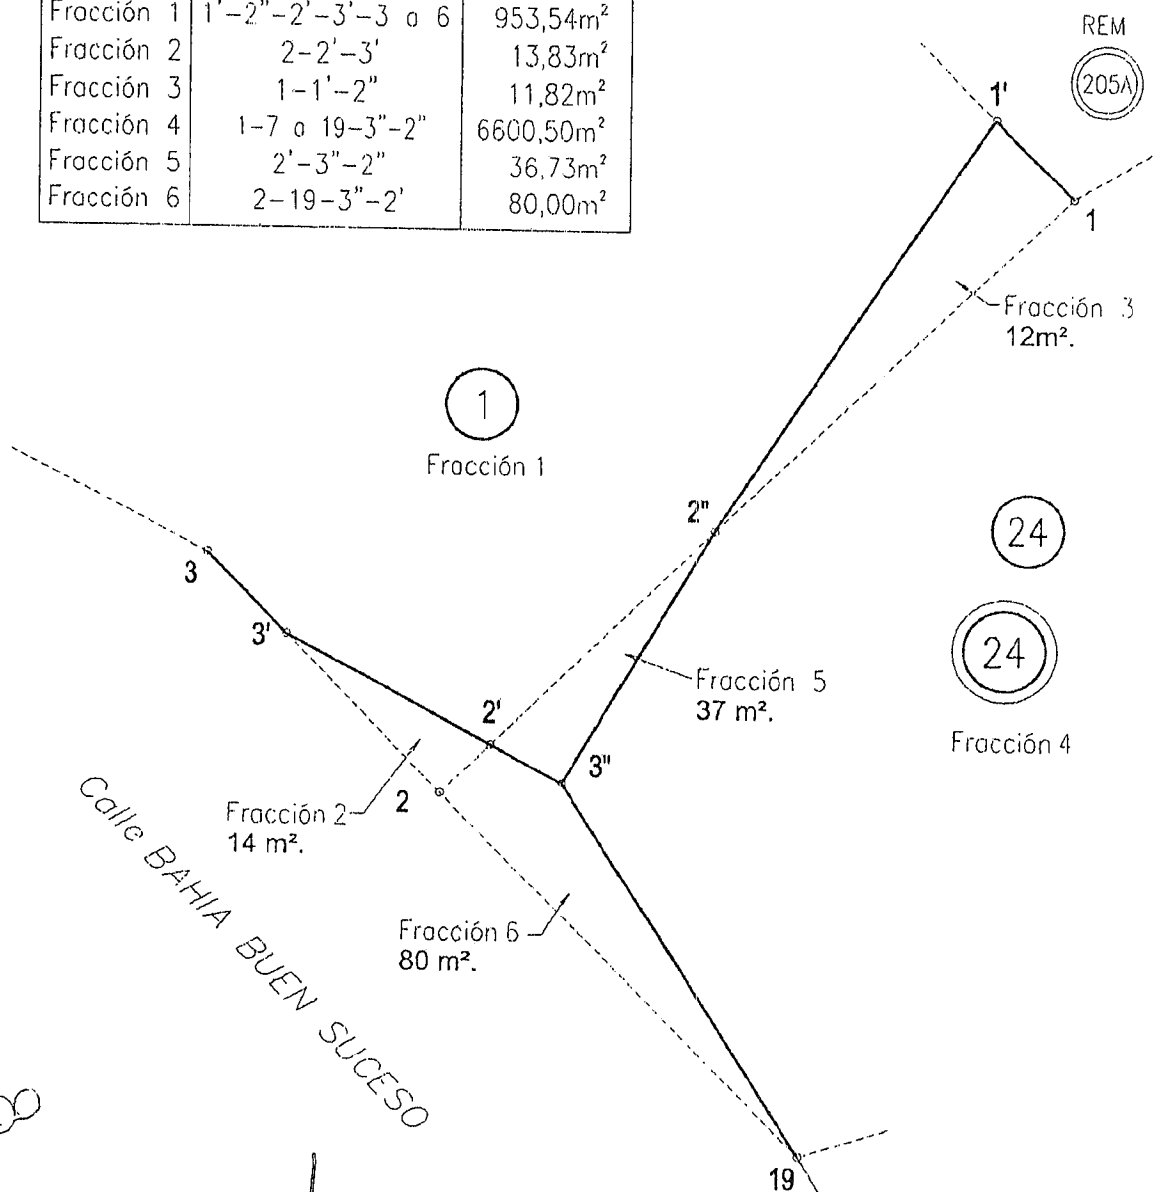 Fracción 1 1'-2"-2'-3'-3 a 6 953,54m²
Fracción 2 2-2'-3' 13,83m²
Fracción 3 1-1'-2" 11,82m²
Fracción 4 1-7 a 19-3"-2" 6600,50m²
Fracción 5 2'-3"-2" 36,73m²
Fracción 6 2-19-3"-2' 80,00m²
REM
205A
1'
1
Fracción 3
12m².
1
Fracción 1
2"
24
3
24
3'
Fracción 5
37 m².
2'
Fracción 4
3"
2
Fracción 2
14 m².
Calle BAHIA BUEN SUCESO
Fracción 6
80 m².
19